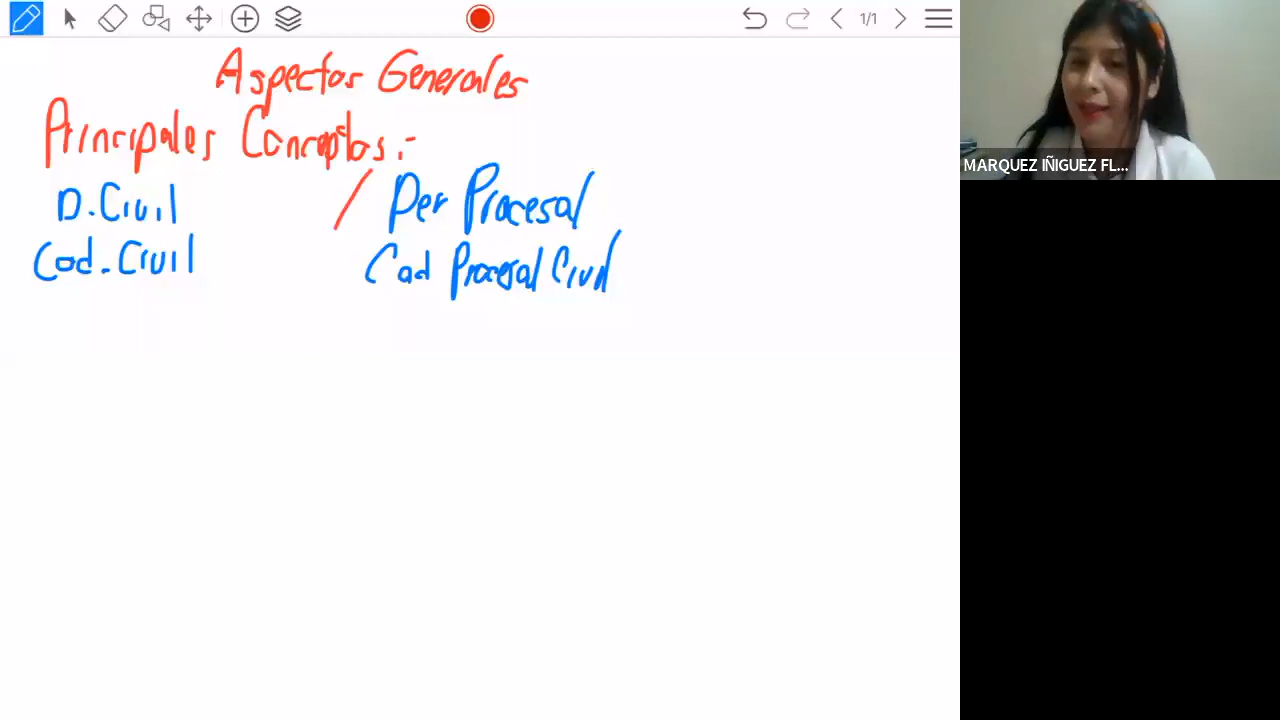 1/1
Aspectos Generales
Principales Conceptos :-
D. Civil / Der Procesal
Cod. Civil Cod Procesal Civil
MARQUEZ IÑIGUEZ FL...